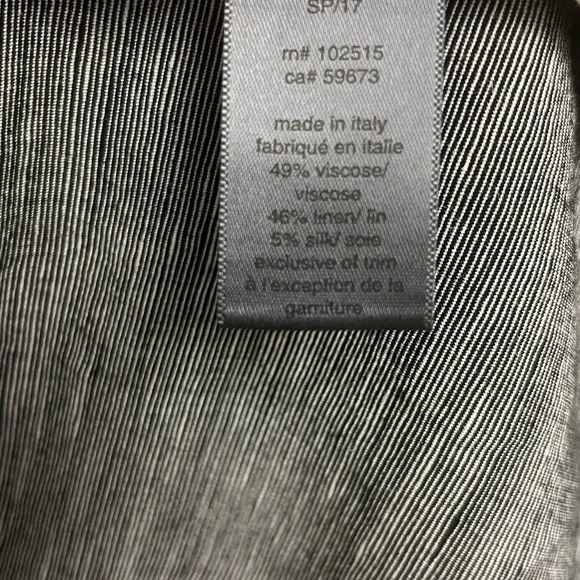 SP/17
rn# 102515
ca# 59673
made in italy
fabriqué en italie
49% viscose/
viscose
46% linen/ lin
5% silk/ soie
exclusive of trim
à l'exception de la
garniture